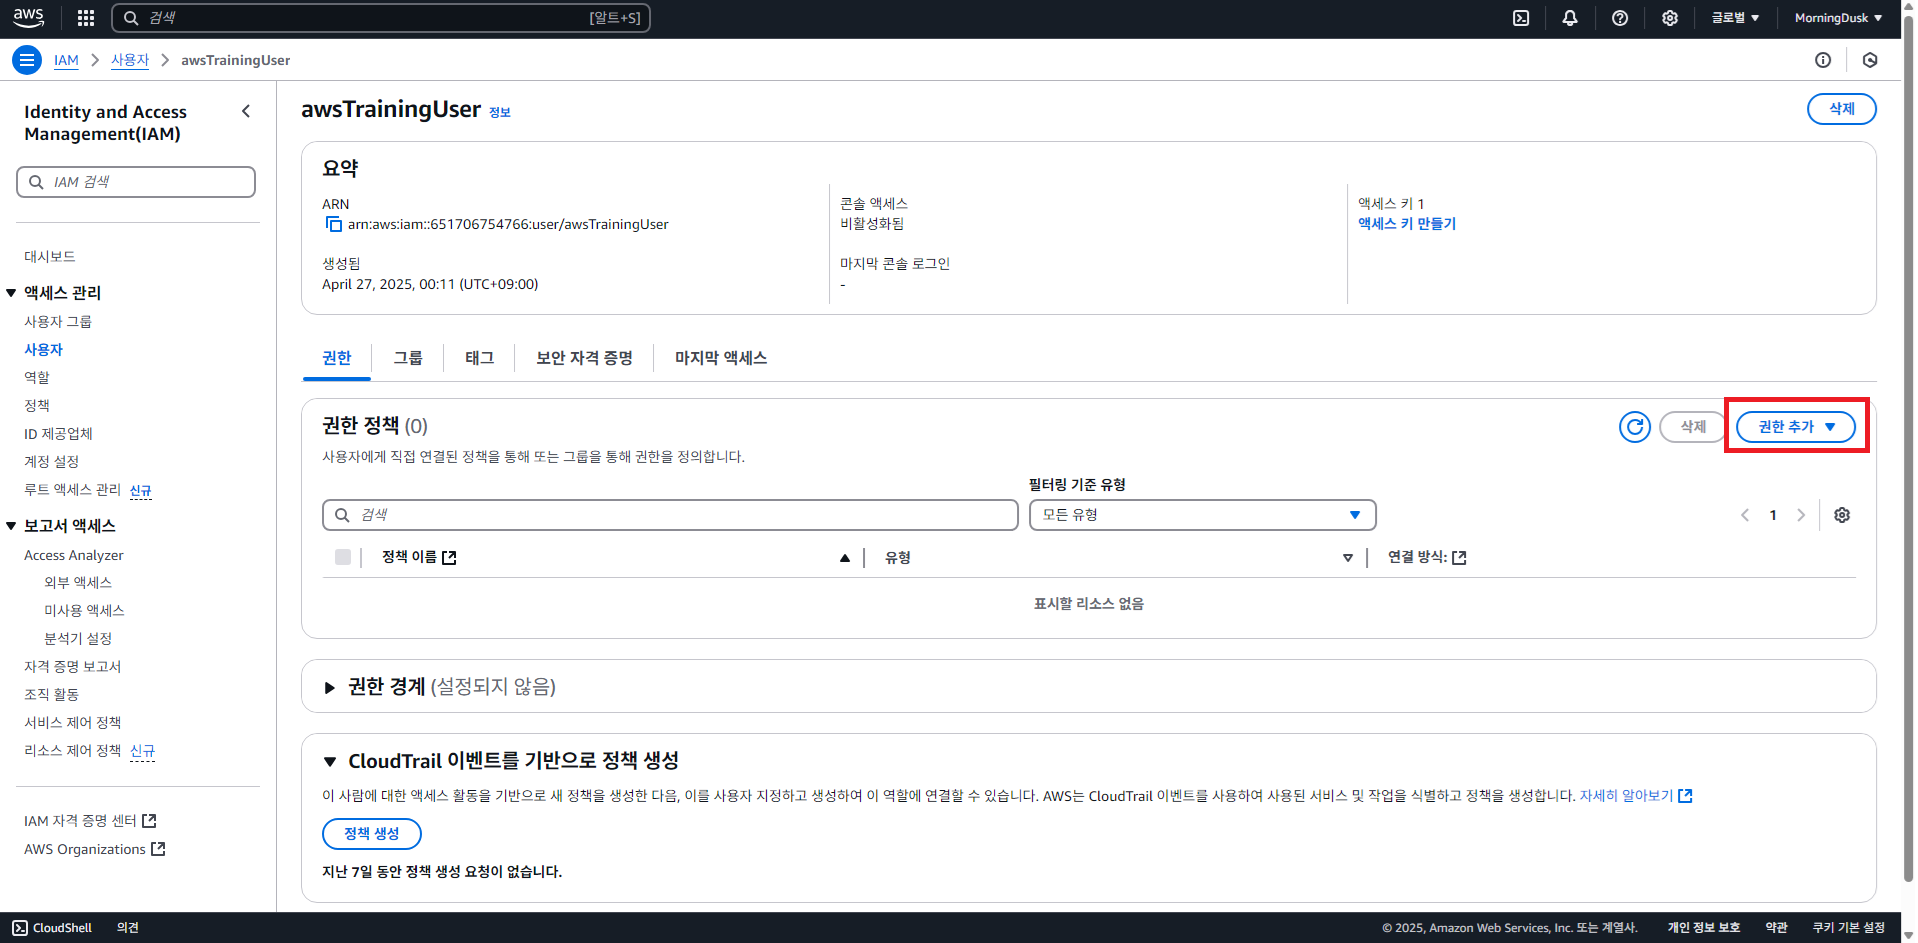 aws
검색
[알트+S]
글로벌
MorningDusk
IAM
사용자
awsTrainingUser
Identity and Access
Management(IAM)
IAM 검색
대시보드
액세스 관리
사용자 그룹
사용자
역할
정책
ID 제공업체
계정 설정
루트 액세스 관리 신규
보고서 액세스
Access Analyzer
외부 액세스
미사용 액세스
분석기 설정
자격 증명 보고서
조직 활동
서비스 제어 정책
리소스 제어 정책 신규
IAM 자격 증명 센터
AWS Organizations
awsTrainingUser 정보
삭제
요약
ARN
arn:aws:iam::651706754766:user/awsTrainingUser
생성됨
April 27, 2025, 00:11 (UTC+09:00)
콘솔 액세스
비활성화됨
마지막 콘솔 로그인
-
액세스 키 1
액세스 키 만들기
권한
그룹
태그
보안 자격 증명
마지막 액세스
권한 정책 (0)
삭제
권한 추가
사용자에게 직접 연결된 정책을 통해 또는 그룹을 통해 권한을 정의합니다.
필터링 기준 유형
검색
모든 유형
1
정책 이름
유형
연결 방식:
표시할 리소스 없음
권한 경계 (설정되지 않음)
CloudTrail 이벤트를 기반으로 정책 생성
이 사람에 대한 액세스 활동을 기반으로 새 정책을 생성한 다음, 이를 사용자 지정하고 생성하여 이 역할에 연결할 수 있습니다. AWS는 CloudTrail 이벤트를 사용하여 사용된 서비스 및 작업을 식별하고 정책을 생성합니다. 자세히 알아보기
정책 생성
지난 7일 동안 정책 생성 요청이 없습니다.
CloudShell
의견
© 2025, Amazon Web Services, Inc. 또는 계열사.
개인 정보 보호
약관
쿠키 기본 설정